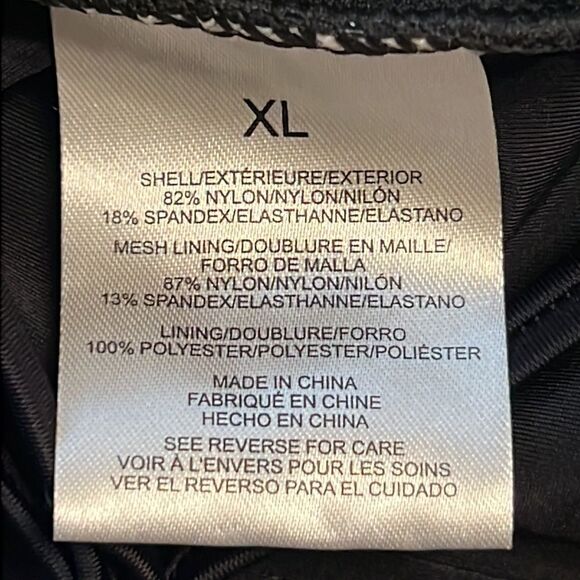 XL
SHELL/EXTÉRIEURE/EXTERIOR
82% NYLON/NYLON/NILÓN
18% SPANDEX/ELASTHANNE/ELASTANO
MESH LINING/DOUBLURE EN MAILLE/
FORRO DE MALLA
87% NYLON/NYLON/NILÓN
13% SPANDEX/ELASTHANNE/ELASTANO
LINING/DOUBLURE/FORRO
100% POLYESTER/POLYESTER/POLIÉSTER
MADE IN CHINA
FABRIQUÉ EN CHINE
HECHO EN CHINA
SEE REVERSE FOR CARE
VOIR À L'ENVERS POUR LES SOINS
VER EL REVERSO PARA EL CUIDADO